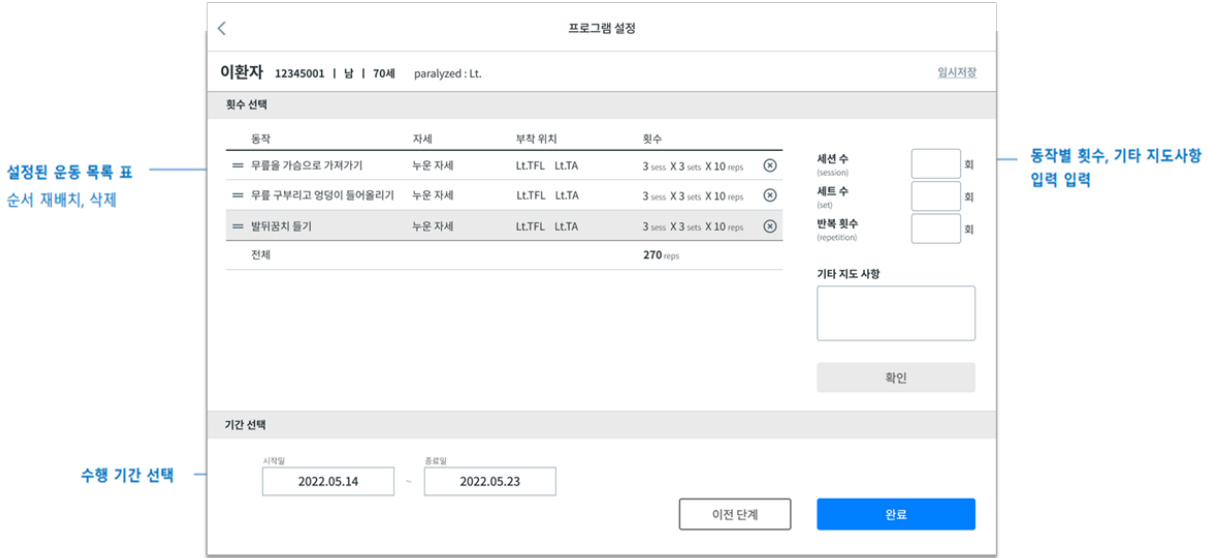 프로그램 설정
이환자 12345001 | 남 | 70세 paralyzed : Lt. 임시저장
횟수 선택
동작 자세 부착 위치 횟수
무릎을 가슴으로 가져가기 누운 자세 Lt.TFL Lt.TA 3 sess X 3 sets X 10 reps
무릎 구부리고 엉덩이 들어올리기 누운 자세 Lt.TFL Lt.TA 3 sess X 3 sets X 10 reps
발뒤꿈치 들기 누운 자세 Lt.TFL Lt.TA 3 sess X 3 sets X 10 reps
전체 270 reps
세션 수 회
(session)
세트 수 회
(set)
반복 횟수 회
(repetition)
기타 지도 사항
확인
기간 선택
시작일 종료일
2022.05.14 ~ 2022.05.23
이전 단계 완료
설정된 운동 목록 표
순서 재배치, 삭제
수행 기간 선택
동작별 횟수, 기타 지도사항
입력 입력